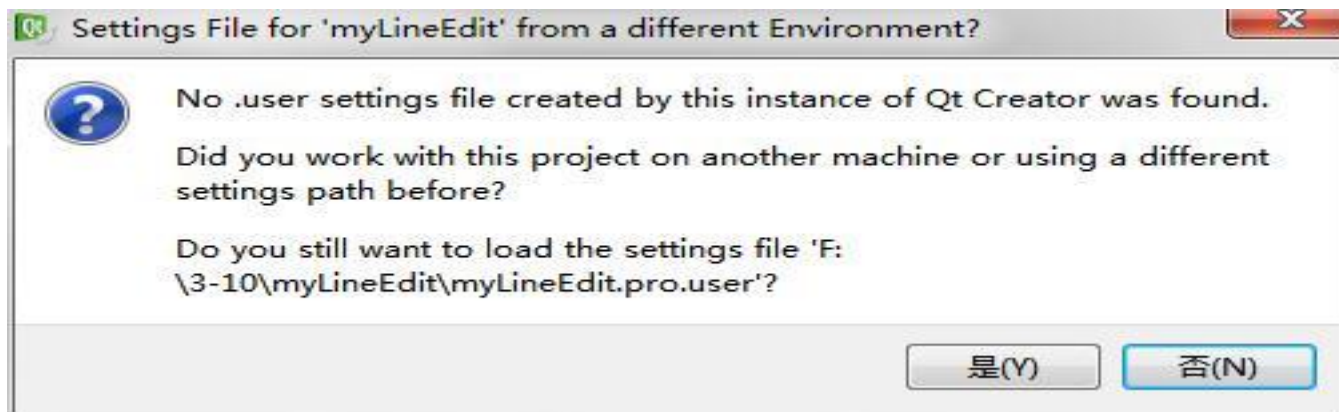 Settings File for 'myLineEdit' from a different Environment?
No .user settings file created by this instance of Qt Creator was found.
Did you work with this project on another machine or using a different
settings path before?
Do you still want to load the settings file 'F:
\3-10\myLineEdit\myLineEdit.pro.user'?
是(Y)
否(N)